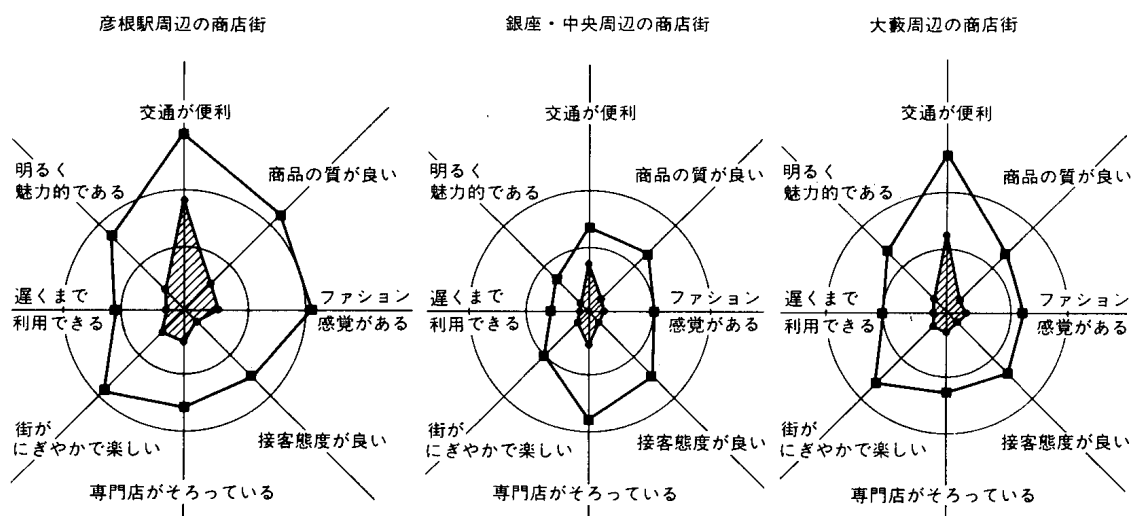 彦根駅周辺の商店街
交通が便利
商品の質が良い
ファション
感覚がある
接客態度が良い
専門店がそろっている
街が
にぎやかで楽しい
遅くまで
利用できる
明るく
魅力的である
銀座・中央周辺の商店街
交通が便利
商品の質が良い
ファション
感覚がある
接客態度が良い
専門店がそろっている
街が
にぎやかで楽しい
遅くまで
利用できる
明るく
魅力的である
大藪周辺の商店街
交通が便利
商品の質が良い
ファション
感覚がある
接客態度が良い
専門店がそろっている
街が
にぎやかで楽しい
遅くまで
利用できる
明るく
魅力的である